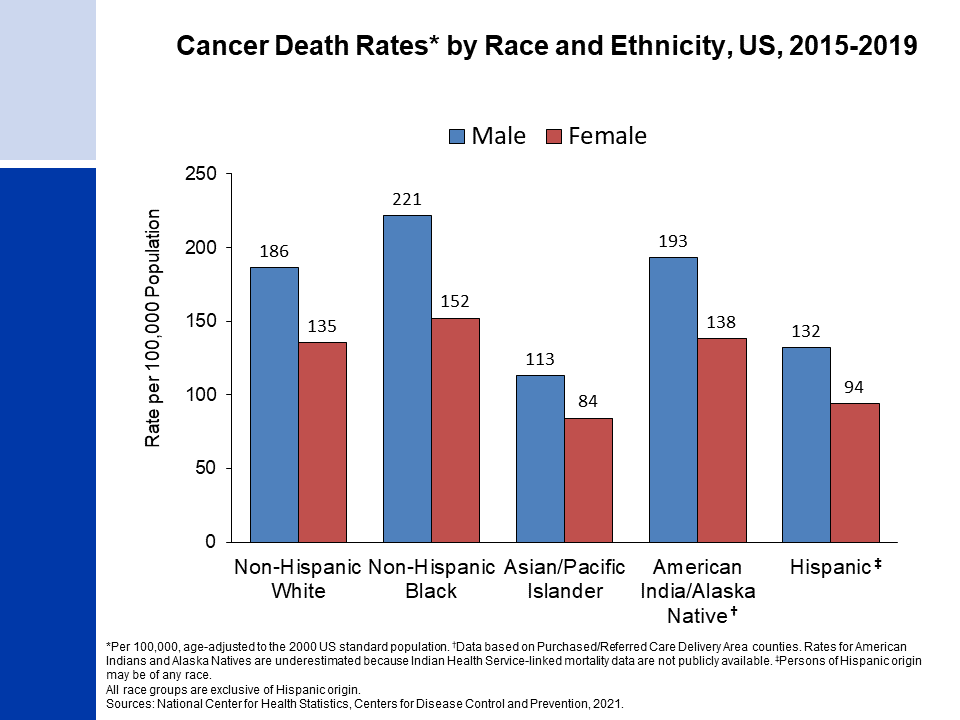 Cancer Death Rates* by Race and Ethnicity, US, 2015-2019
Male Female
Rate per 100,000 Population
250
200
150
100
50
0
186
135
221
152
113
84
193
138
132
94
Non-Hispanic White
Non-Hispanic Black
Asian/Pacific Islander
American India/Alaska Native†
Hispanic‡
*Per 100,000, age-adjusted to the 2000 US standard population. †Data based on Purchased/Referred Care Delivery Area counties. Rates for American
Indians and Alaska Natives are underestimated because Indian Health Service-linked mortality data are not publicly available. ‡Persons of Hispanic origin
may be of any race.
All race groups are exclusive of Hispanic origin.
Sources: National Center for Health Statistics, Centers for Disease Control and Prevention, 2021.